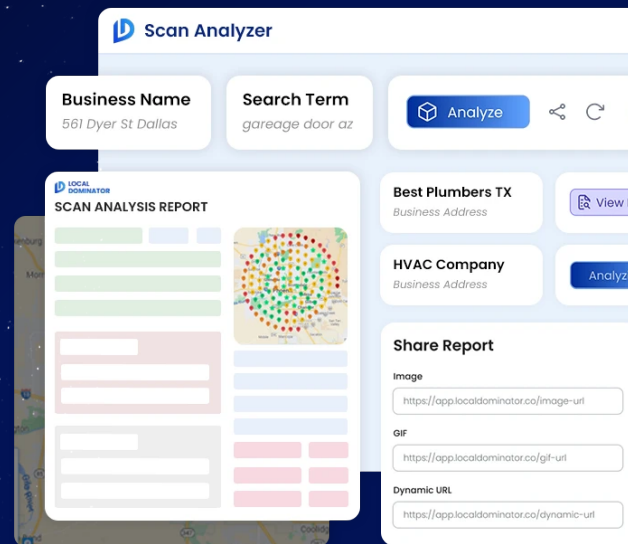 Scan Analyzer
Business Name
561 Dyer St Dallas
Search Term
gareage door az
Analyze
LOCAL
DOMINATOR
SCAN ANALYSIS REPORT
Best Plumbers TX
Business Address
View
HVAC Company
Business Address
Analyz
Share Report
Image
https://app.localdominator.co/image-url
GIF
https://app.localdominator.co/gif-url
Dynamic URL
https://app.localdominator.co/dynamic-url